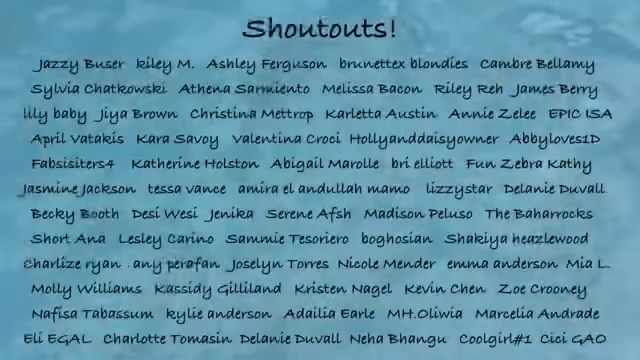 Shoutouts!
Jazzy Buser kiley M. Ashley Ferguson brunettex blondies Cambre Bellamy
Sylvia Chatkowski Athena Sarmiento Melissa Bacon Riley Reh James Berry
lily baby Jiya Brown Christina Mettrop Karletta Austin Annie Zelee EPIC ISA
April Vatakis Kara Savoy Valentina Croci Hollyanddaisyowner Abbyloves1D
Fabsisiters4 Katherine Holston Abigail Marolle bri elliott Fun Zebra Kathy
Jasmine Jackson tessa vance amira el andullah mamo lizzystar Delanie Duvall
Becky Booth Desi Wesi Jenika Serene Afsh Madison Peluso The Baharrocks
Short Ana Lesley Carino Sammie Tesoriero boghosian Shakiya heazlewood
Charlize ryan . any perafan Joselyn Torres Nicole Mender emma anderson Mia L.
Molly Williams Kassidy Gilliland Kristen Nagel Kevin Chen Zoe Crooney
Nafisa Tabassum kylie anderson Adailia Earle MH.Oliwia Marcelia Andrade
Eli EGAL Charlotte Tomasin Delanie Duvall Neha Bhangu Coolgirl#1 Cici GAO